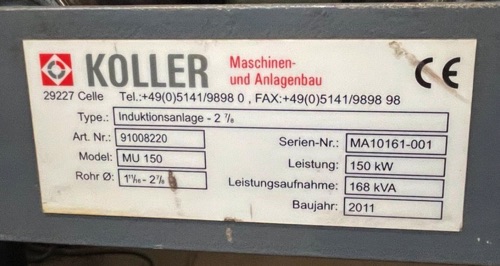 KOLLER Maschinen-
und Anlagenbau
CE
29227 Celle Tel.:+49(0)5141/9898 0 , FAX:+49(0)5141/9898 98
Type.: Induktionsanlage - 2 7/8
Art. Nr.: 91008220
Serien-Nr.: MA10161-001
Model: MU 150
Leistung: 150 kW
Rohr Ø: 1 11/16 - 2 7/8
Leistungsaufnahme: 168 kVA
Baujahr: 2011